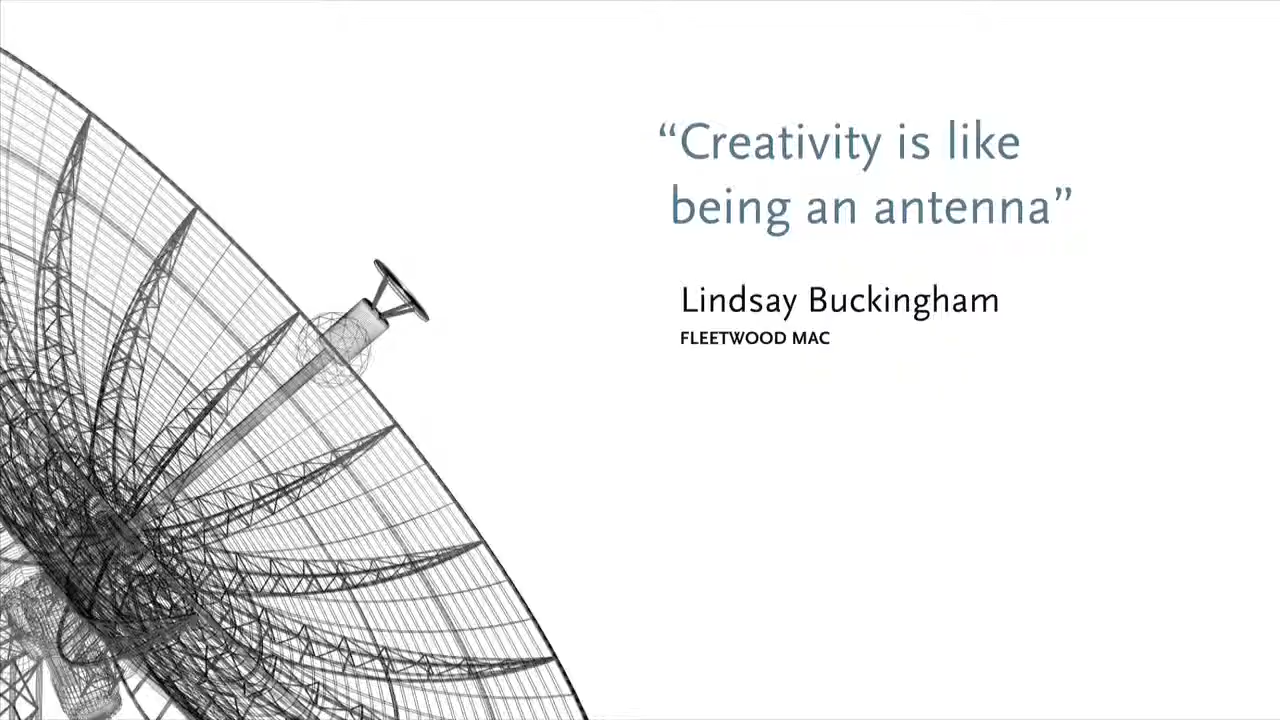 “Creativity is like
being an antenna”
Lindsay Buckingham
FLEETWOOD MAC